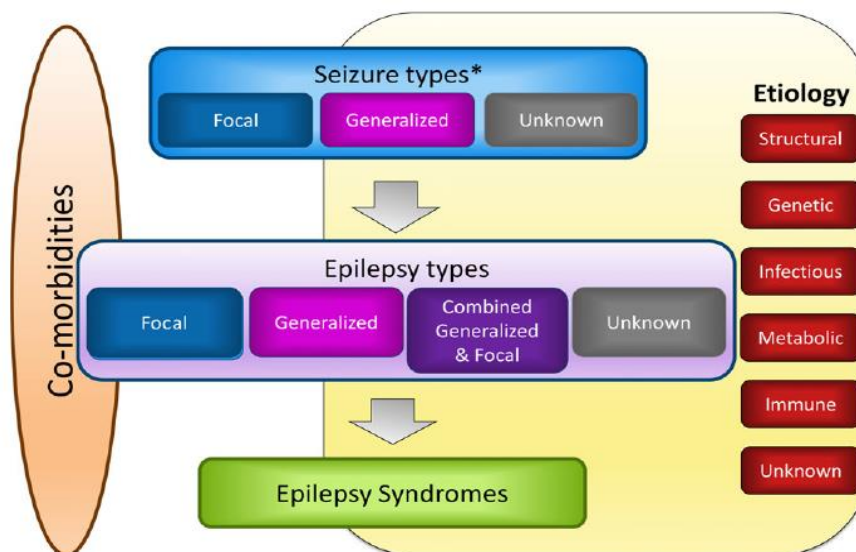 Seizure types*
Focal
Generalized
Unknown
Etiology
Structural
Genetic
Infectious
Metabolic
Immune
Unknown
Co-morbidities
Epilepsy types
Focal
Generalized
Combined
Generalized
& Focal
Unknown
Epilepsy Syndromes